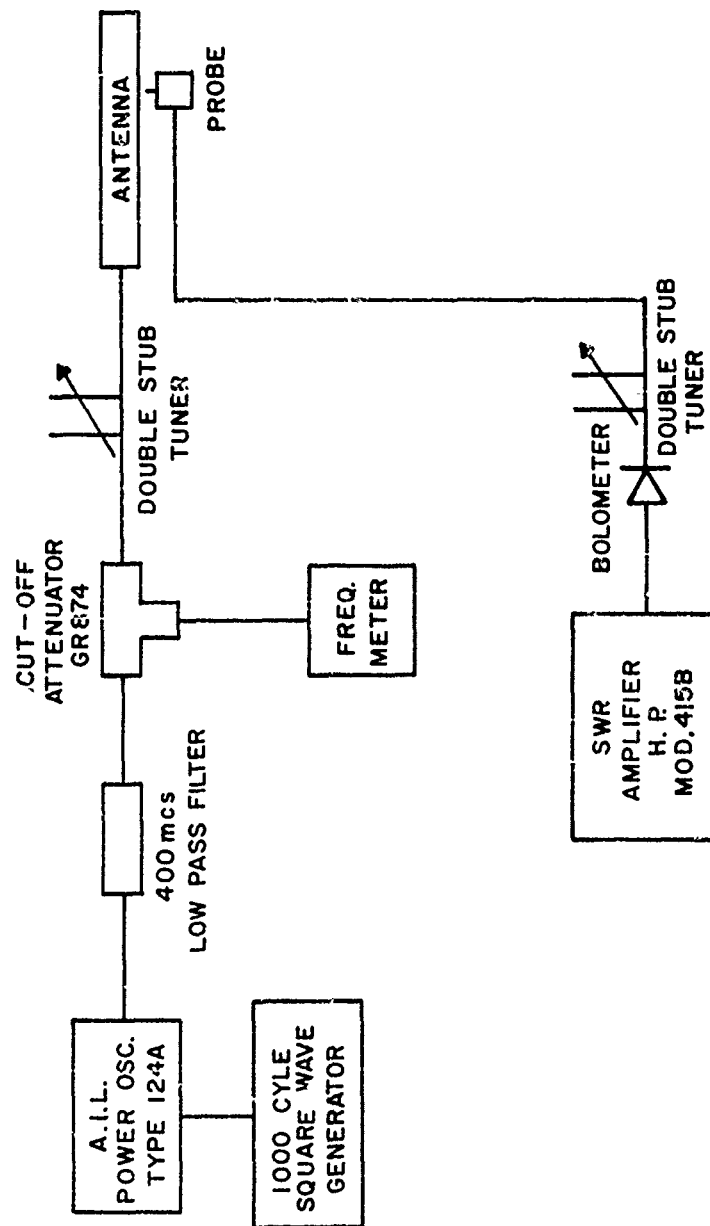 A.I.L.
POWER OSC.
TYPE 124A
1000 CYLE
SQUARE WAVE
GENERATOR
400 mcs
LOW PASS FILTER
CUT-OFF
ATTENUATOR
GR874
FREQ.
METER
DOUBLE STUB
TUNER
ANTENNA
PROBE
SWR
AMPLIFIER
H.P.
MOD. 415B
BOLOMETER
DOUBLE STUB
TUNER